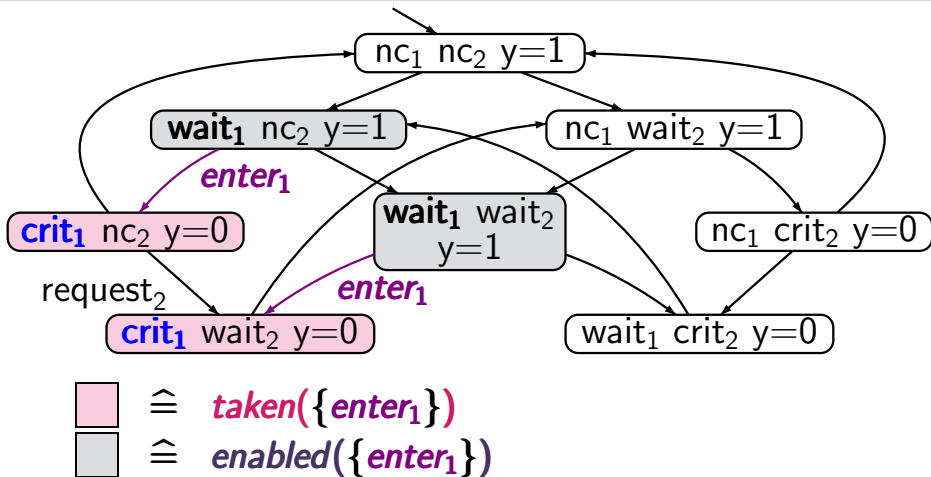 nc₁ nc₂ y=1
wait₁ nc₂ y=1
nc₁ wait₂ y=1
enter₁
wait₁ wait₂
y=1
crit₁ nc₂ y=0
nc₁ crit₂ y=0
enter₁
request₂
crit₁ wait₂ y=0
wait₁ crit₂ y=0
≙ taken({enter₁})
≙ enabled({enter₁})